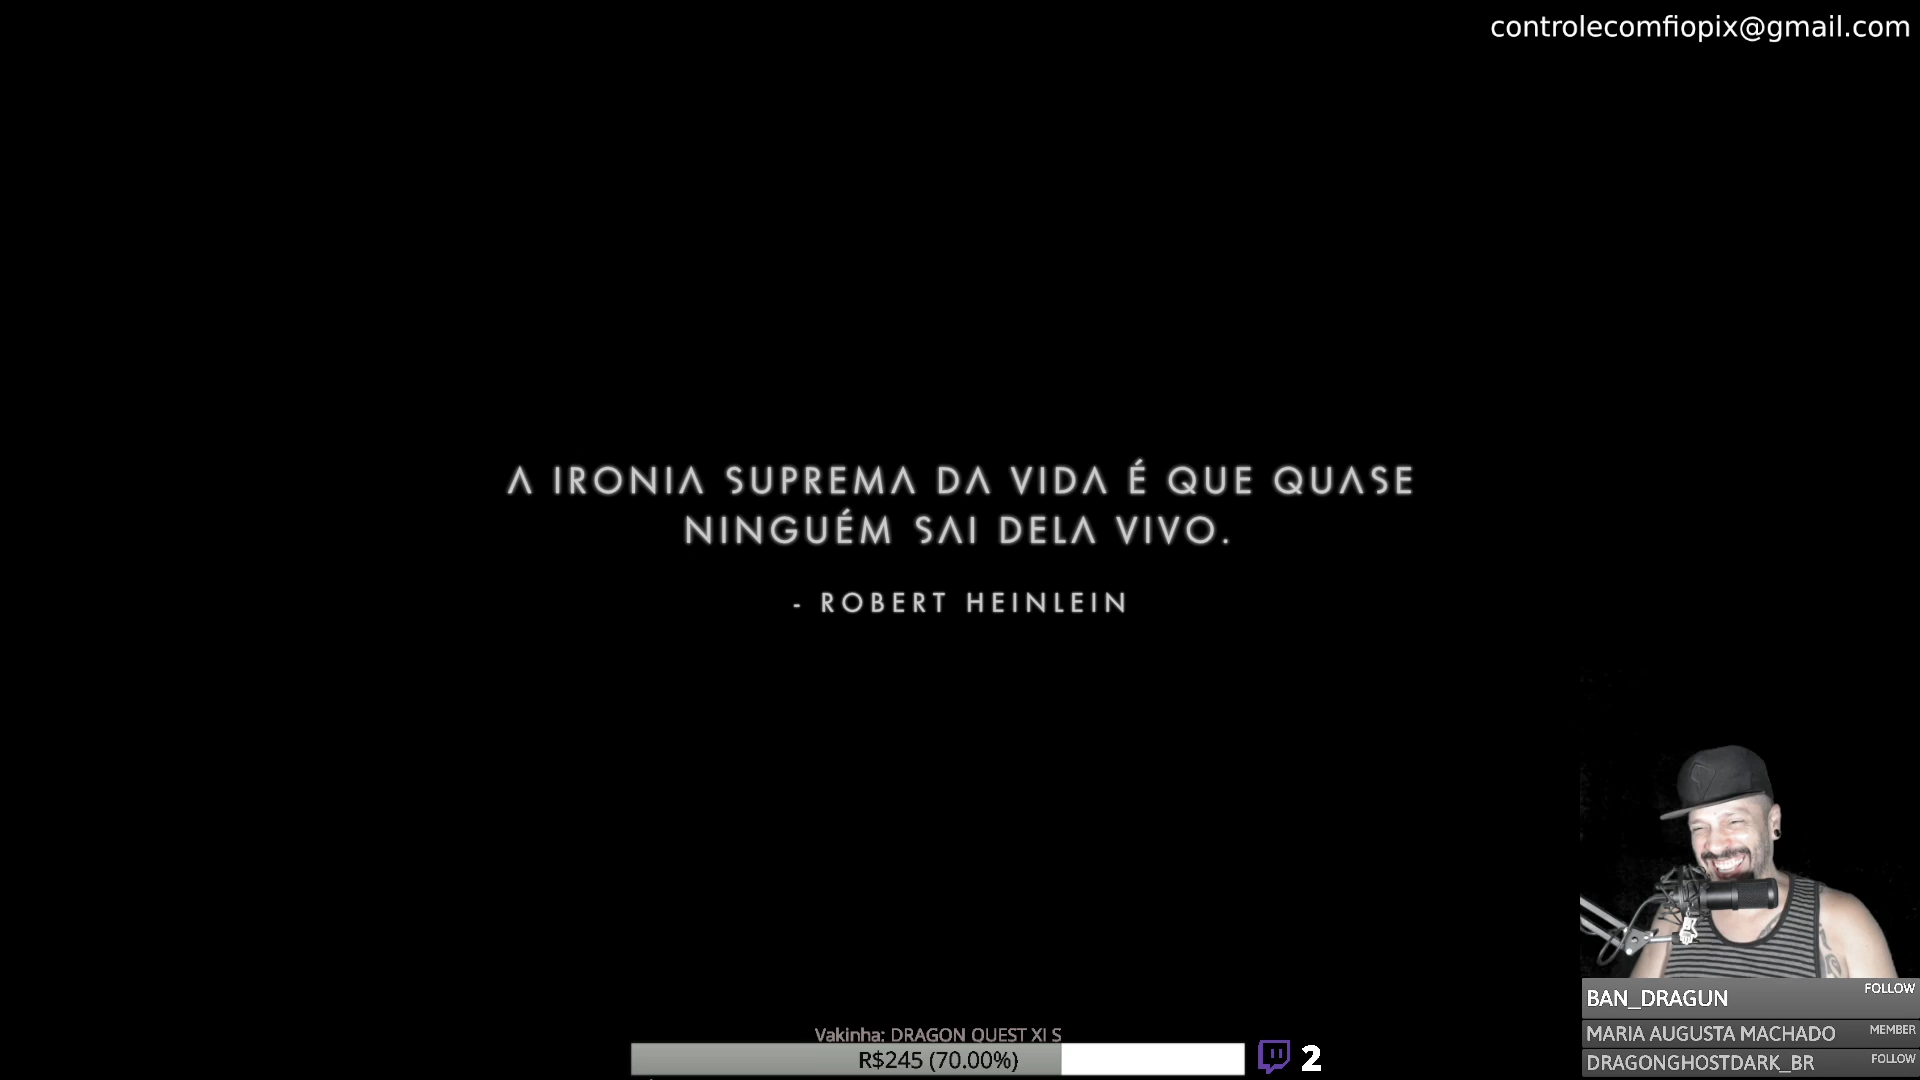 controlecomfiopix@gmail.com
A IRONIA SUPREMA DA VIDA É QUE QUASE
NINGUÉM SAI DELA VIVO.
- ROBERT HEINLEIN
Vakinha: DRAGON QUEST XI S
R$245 (70.00%)
2
BAN_DRAGUN FOLLOW
MARIA AUGUSTA MACHADO MEMBER
DRAGONGHOSTDARK_BR FOLLOW